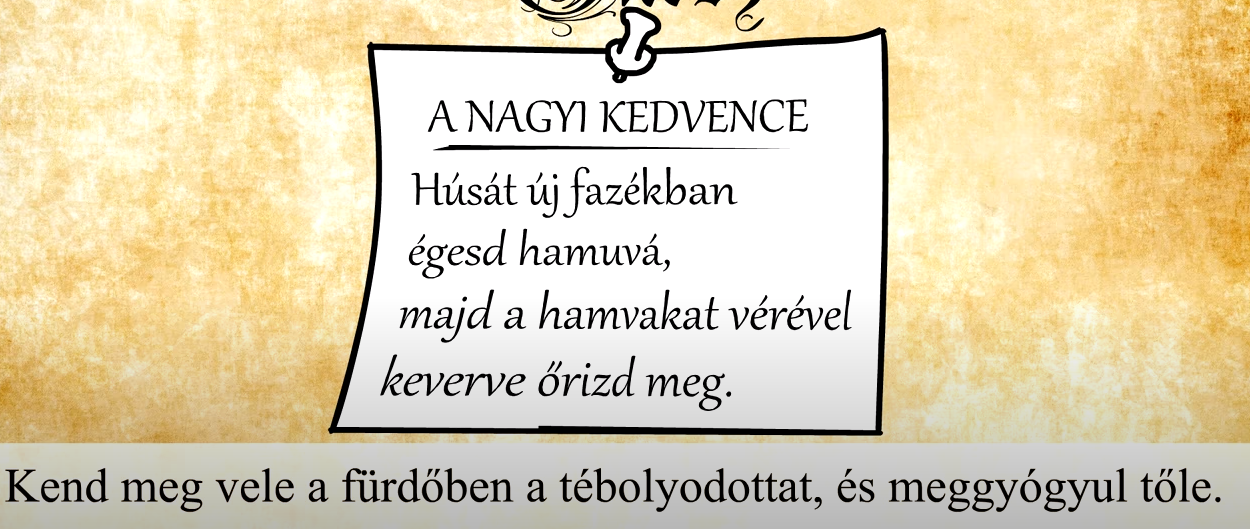 A NAGYI KEDVENCE
Húsát új fazékban
égesd hamuvá,
majd a hamvakat vérével
keverve őrizd meg.
Kend meg vele a fürdőben a tébolyodottat, és meggyógyul tőle.